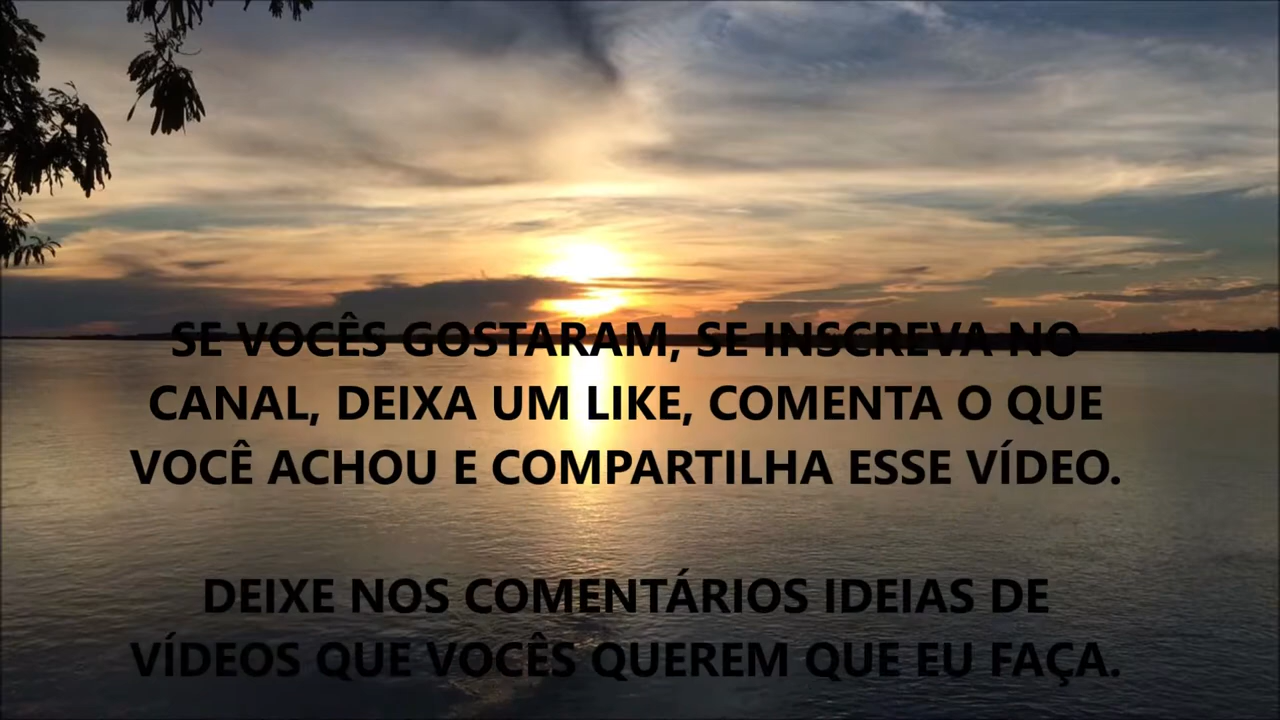 SE VOCÊS GOSTARAM, SE INSCREVA NO
CANAL, DEIXA UM LIKE, COMENTA O QUE
VOCÊ ACHOU E COMPARTILHA ESSE VÍDEO.
DEIXE NOS COMENTÁRIOS IDEIAS DE
VÍDEOS QUE VOCÊS QUEREM QUE EU FAÇA.